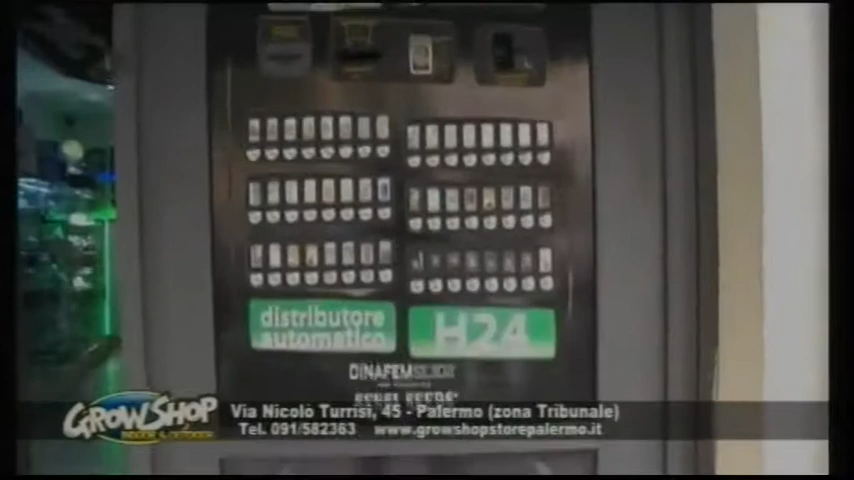 distributore
automatico
H24
DINAFEM
GROWSHOP
Via Nicolò Turrisi, 45 - Palermo (zona Tribunale)
Tel. 091/582363 www.growshopstorepalermo.it